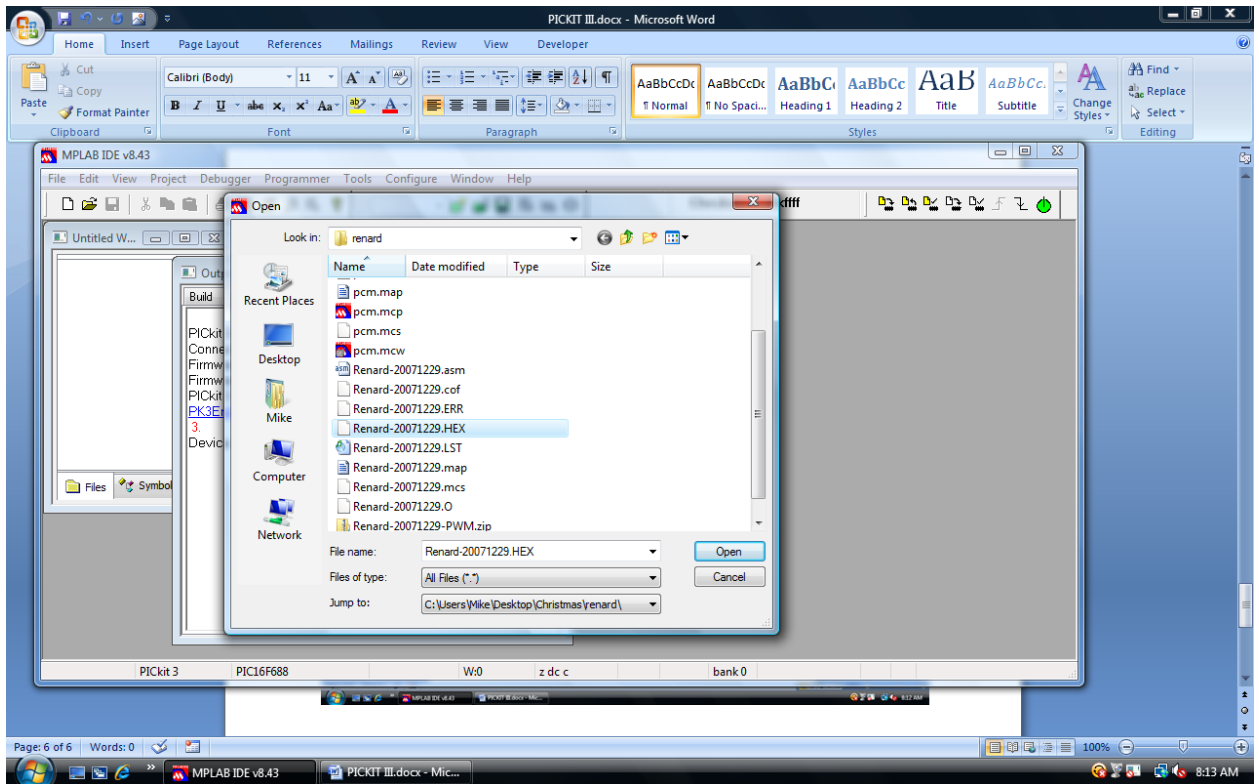 PICKIT III.docx - Microsoft Word
Home Insert Page Layout References Mailings Review View Developer
Cut
Copy
Format Painter
Paste
Clipboard
Calibri (Body) 11
Font
Paragraph
AaBbCcDc AaBbCcDc AaBbC AaBbCc AaB AaBbCc.
¶ Normal ¶ No Spaci... Heading 1 Heading 2 Title Subtitle
Change Styles
Styles
Find
Replace
Select
Editing
MPLAB IDE v8.43
File Edit View Project Debugger Programmer Tools Configure Window Help
Untitled W...
Files Symbol
Build
PICkit
Firmw
Firmw
PICkit
3.
Open
Look in: renard
Name Date modified Type Size
Recent Places
Desktop
Mike
Computer
Network
pcm.map
pcm.mcp
pcm.mcs
pcm.mcw
Renard-20071229.asm
Renard-20071229.cof
Renard-20071229.ERR
Renard-20071229.HEX
Renard-20071229.LST
Renard-20071229.map
Renard-20071229.mcs
Renard-20071229.O
Renard-20071229-PWM.zip
File name: Renard-20071229.HEX Open
Files of type: All Files (*.*) Cancel
Jump to: C:\Users\Mike\Desktop\Christmas\renard\
PICkit 3 PIC16F688 W:0 z dc c bank 0
Page: 6 of 6 Words: 0 100%
MPLAB IDE v8.43 PICKIT III.docx - Mic... 8:13 AM